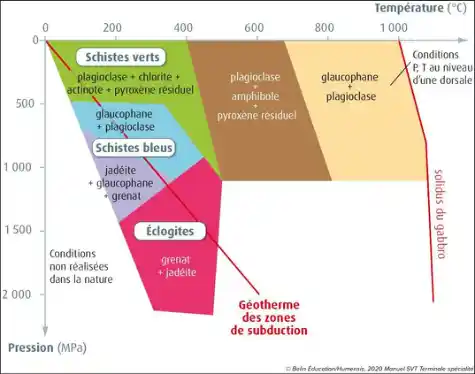 Température (°C)
0 200 400 600 800 1 000
0
500
1 000
1 500
2 000
Pression (MPa)
Schistes verts
plagioclase + chlorite +
actinote + pyroxène résiduel
glaucophane
+ plagioclase
Schistes bleus
jadéite
+ glaucophane
+ grenat
Éclogites
grenat
+ jadéite
plagioclase
+
amphibole
+
pyroxène résiduel
glaucophane
+
plagioclase
Conditions
P, T au niveau
d'une dorsale
solidus du gabbro
Conditions
non réalisées
dans la nature
Géotherme
des zones
de subduction
© Belin Éducation/Humensis, 2020 Manuel SVT Terminale spécialité